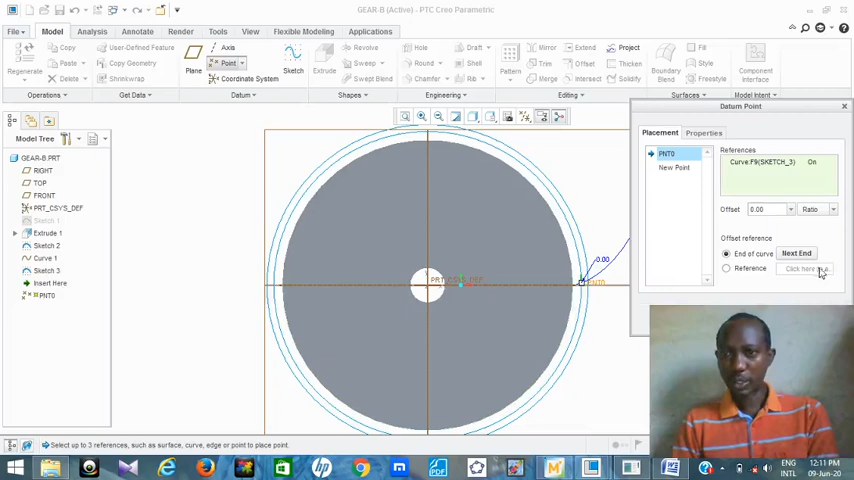 GEAR-B (Active) - PTC Creo Parametric
File Model Analysis Annotate Render Tools View Flexible Modeling Applications
Regenerate
Copy
Paste
Delete
User-Defined Feature
Copy Geometry
Shrinkwrap
Plane
Axis
Point
Coordinate System
Sketch
Extrude
Revolve
Sweep
Swept Blend
Hole
Round
Chamfer
Draft
Shell
Rib
Pattern
Mirror
Trim
Merge
Extend
Offset
Intersect
Project
Thicken
Solidify
Boundary
Blend
Fill
Style
Freestyle
Component
Interface
Operations Get Data Datum Shapes Engineering Editing Surfaces Model Intent
Model Tree
GEAR-B.PRT
RIGHT
TOP
FRONT
PRT_CSYS_DEF
Sketch 1
Extrude 1
Sketch 2
Curve 1
Sketch 3
Insert Here
PNT0
PRT_CSYS_DEF
0.00
PNT0
Datum Point
Placement Properties
PNT0
New Point
References
Curve:F9(SKETCH_3) On
Offset 0.00 Ratio
Offset reference
End of curve Next End
Reference Click here
Select up to 3 references, such as surface, curve, edge or point to place point.
ENG
INTL
12:11 PM
09-Jun-20